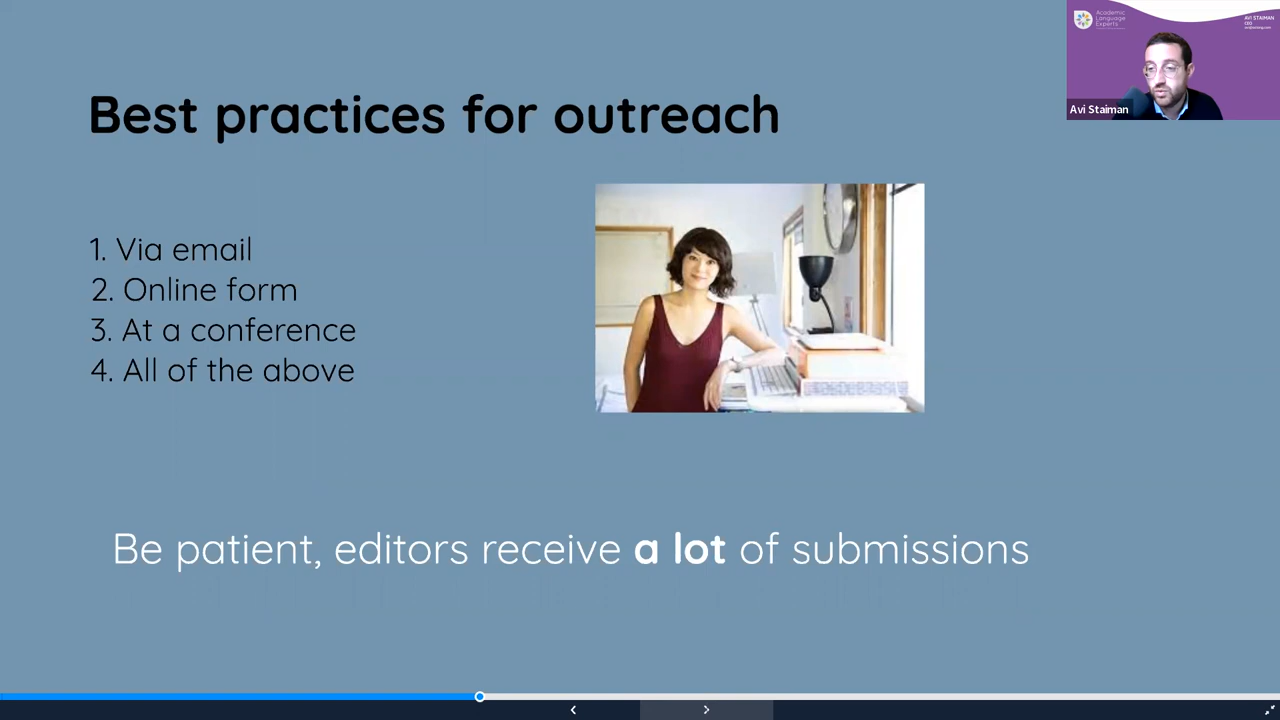 Best practices for outreach
1. Via email
2. Online form
3. At a conference
4. All of the above
Be patient, editors receive a lot of submissions
Academic
Language
Experts
AVI STAIMAN
CEO
Avi Staiman